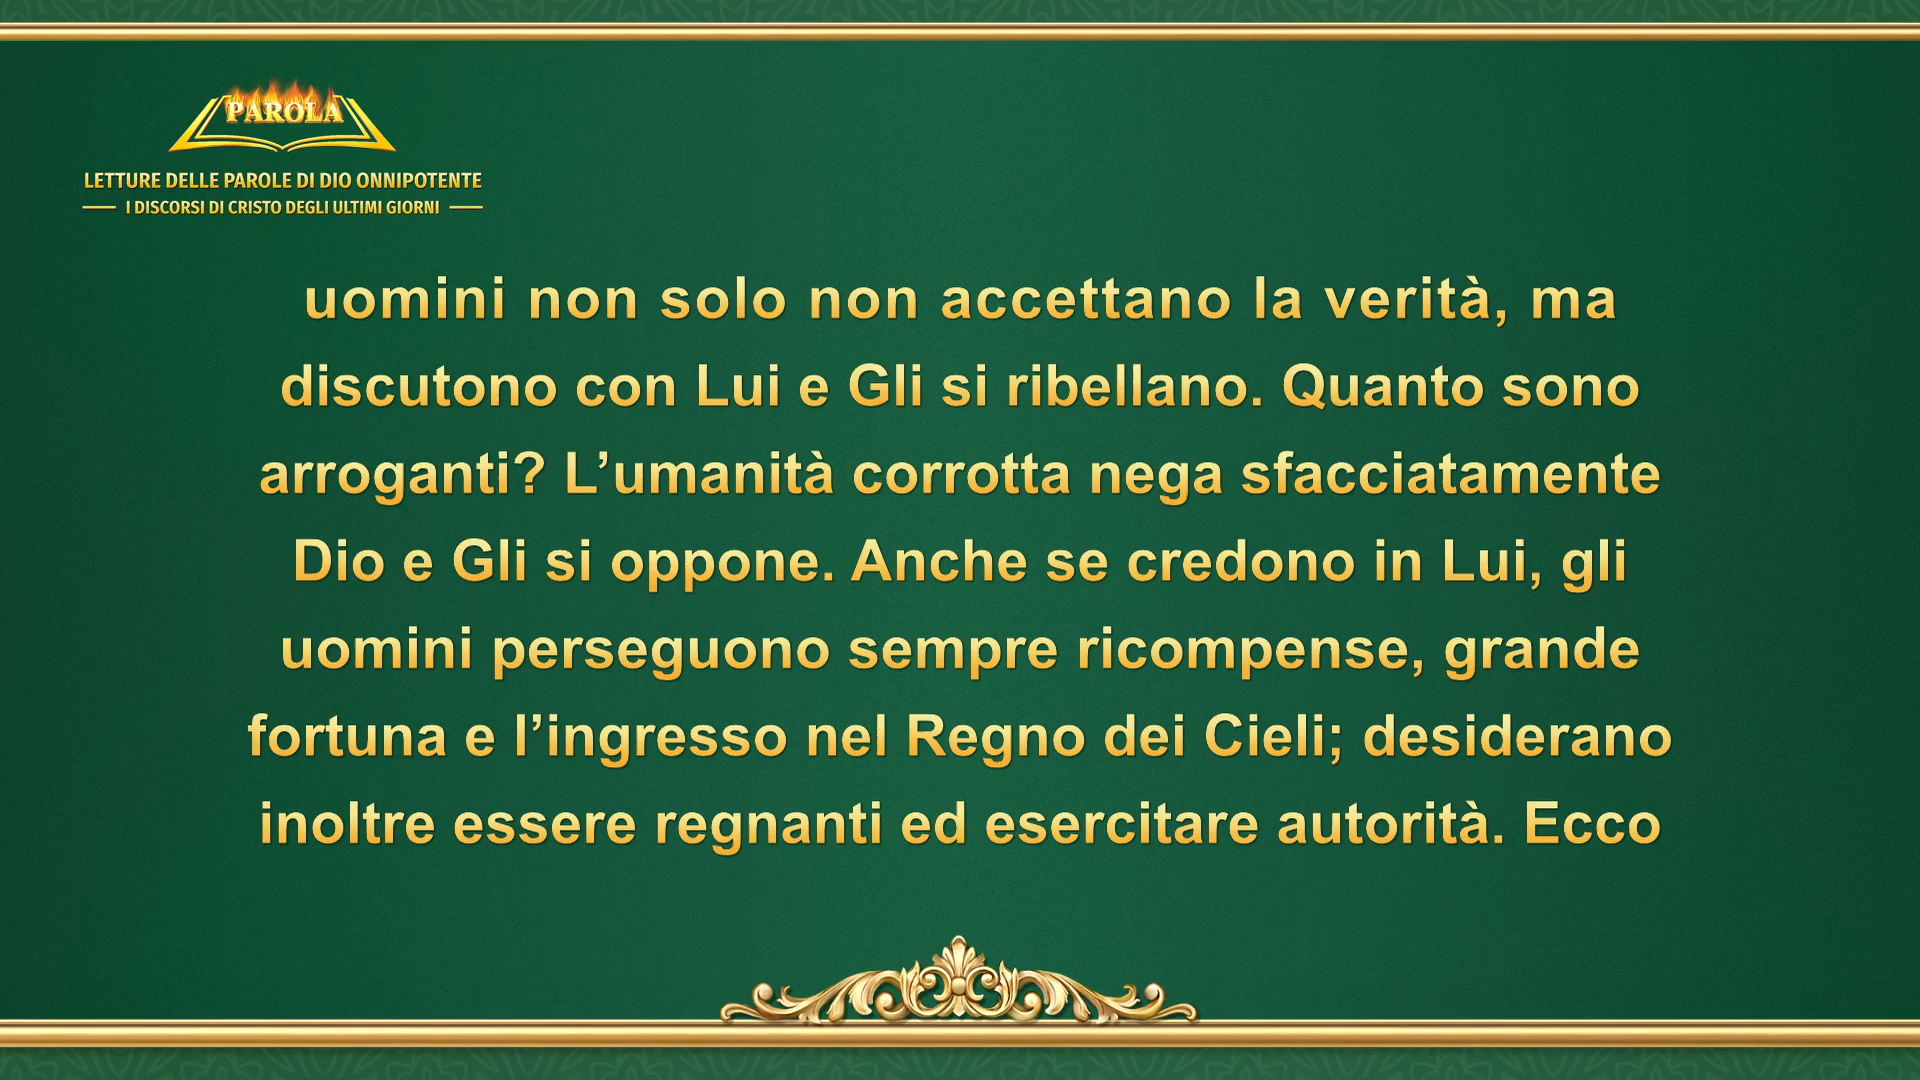 PAROLA
LETTURE DELLE PAROLE DI DIO ONNIPOTENTE
I DISCORSI DI CRISTO DEGLI ULTIMI GIORNI
uomini non solo non accettano la verità, ma
discutono con Lui e Gli si ribellano. Quanto sono
arroganti? L’umanità corrotta nega sfacciatamente
Dio e Gli si oppone. Anche se credono in Lui, gli
uomini perseguono sempre ricompense, grande
fortuna e l’ingresso nel Regno dei Cieli; desiderano
inoltre essere regnanti ed esercitare autorità. Ecco